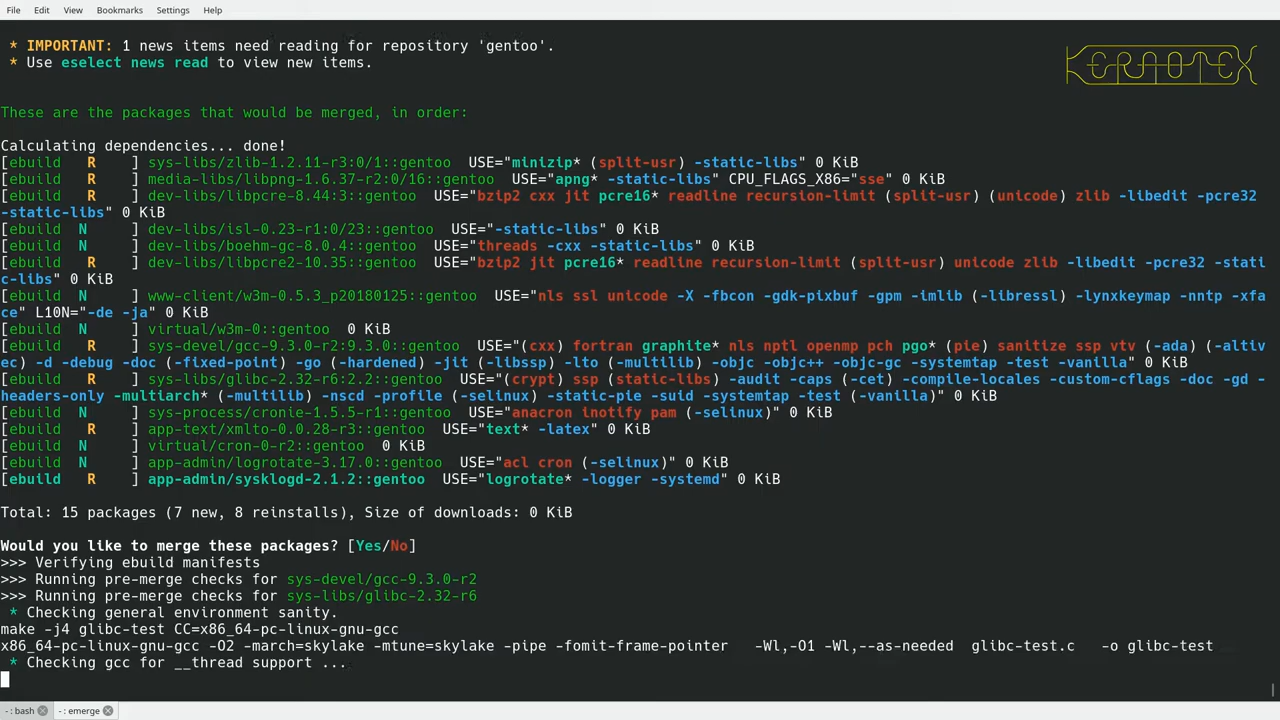 File Edit View Bookmarks Settings Help
* IMPORTANT: 1 news items need reading for repository 'gentoo'.
* Use eselect news read to view new items.
KERAOTEX
These are the packages that would be merged, in order:
Calculating dependencies... done!
[ebuild   R    ] sys-libs/zlib-1.2.11-r3:0/1::gentoo  USE="minizip* (split-usr) -static-libs" 0 KiB
[ebuild   R    ] media-libs/libpng-1.6.37-r2:0/16::gentoo  USE="apng* -static-libs" CPU_FLAGS_X86="sse" 0 KiB
[ebuild   R    ] dev-libs/libpcre-8.44:3::gentoo  USE="bzip2 cxx jit pcre16* readline recursion-limit (split-usr) (unicode) zlib -libedit -pcre32
-static-libs" 0 KiB
[ebuild  N     ] dev-libs/isl-0.23-r1:0/23::gentoo  USE="-static-libs" 0 KiB
[ebuild  N     ] dev-libs/boehm-gc-8.0.4::gentoo  USE="threads -cxx -static-libs" 0 KiB
[ebuild   R    ] dev-libs/libpcre2-10.35::gentoo  USE="bzip2 jit pcre16* readline recursion-limit (split-usr) unicode zlib -libedit -pcre32 -stati
c-libs" 0 KiB
[ebuild  N     ] www-client/w3m-0.5.3_p20180125::gentoo  USE="nls ssl unicode -X -fbcon -gdk-pixbuf -gpm -imlib (-libressl) -lynxkeymap -nntp -xfa
ce" L10N="-de -ja" 0 KiB
[ebuild  N     ] virtual/w3m-0::gentoo  0 KiB
[ebuild   R    ] sys-devel/gcc-9.3.0-r2:9.3.0::gentoo  USE="(cxx) fortran graphite* nls nptl openmp pch pgo* (pie) sanitize ssp vtv (-ada) (-altiv
ec) -d -debug -doc (-fixed-point) -go (-hardened) -jit (-libssp) -lto (-multilib) -objc -objc++ -objc-gc -systemtap -test -vanilla" 0 KiB
[ebuild   R    ] sys-libs/glibc-2.32-r6:2.2::gentoo  USE="(crypt) ssp (static-libs) -audit -caps (-cet) -compile-locales -custom-cflags -doc -gd -
headers-only -multiarch* (-multilib) -nscd -profile (-selinux) -static-pie -suid -systemtap -test (-vanilla)" 0 KiB
[ebuild  N     ] sys-process/cronie-1.5.5-r1::gentoo  USE="anacron inotify pam (-selinux)" 0 KiB
[ebuild   R    ] app-text/xmlto-0.0.28-r3::gentoo  USE="text* -latex" 0 KiB
[ebuild  N     ] virtual/cron-0-r2::gentoo  0 KiB
[ebuild  N     ] app-admin/logrotate-3.17.0::gentoo  USE="acl cron (-selinux)" 0 KiB
[ebuild   R    ] app-admin/sysklogd-2.1.2::gentoo  USE="logrotate* -logger -systemd" 0 KiB
Total: 15 packages (7 new, 8 reinstalls), Size of downloads: 0 KiB
Would you like to merge these packages? [Yes/No]
>>> Verifying ebuild manifests
>>> Running pre-merge checks for sys-devel/gcc-9.3.0-r2
>>> Running pre-merge checks for sys-libs/glibc-2.32-r6
* Checking general environment sanity.
make -j4 glibc-test CC=x86_64-pc-linux-gnu-gcc
x86_64-pc-linux-gnu-gcc -O2 -march=skylake -mtune=skylake -pipe -fomit-frame-pointer   -Wl,-O1 -Wl,--as-needed  glibc-test.c   -o glibc-test
* Checking gcc for __thread support ...
- : bash - : emerge